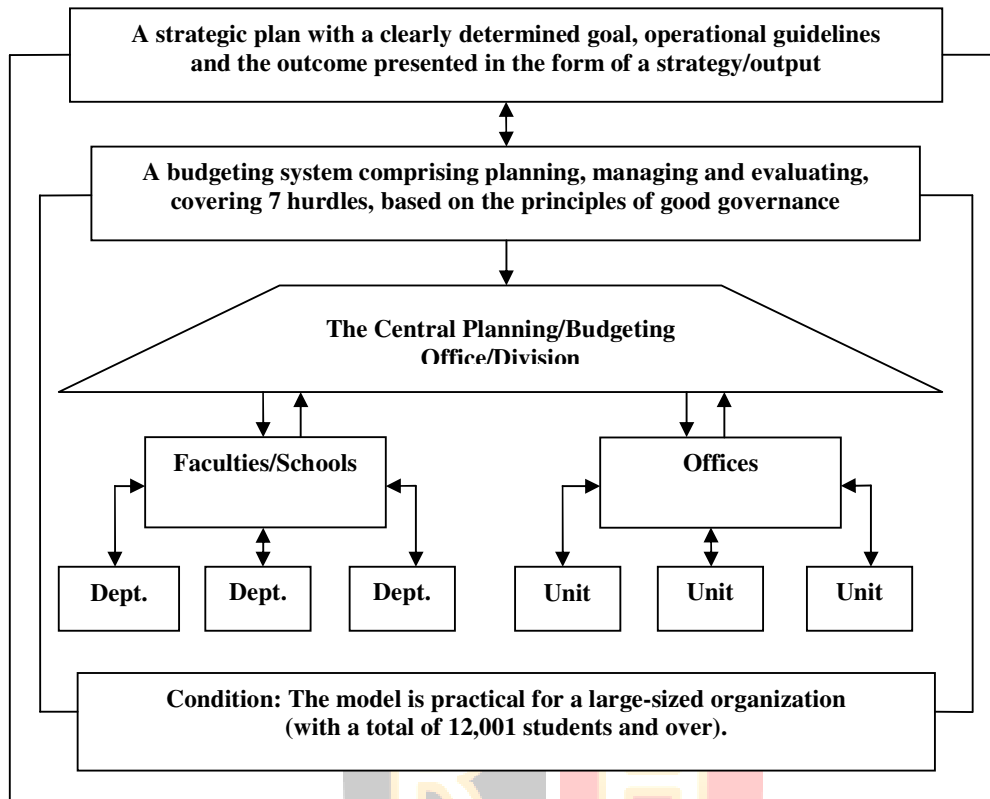 A strategic plan with a clearly determined goal, operational guidelines
and the outcome presented in the form of a strategy/output
A budgeting system comprising planning, managing and evaluating,
covering 7 hurdles, based on the principles of good governance
The Central Planning/Budgeting
Office/Division
Faculties/Schools
Offices
Dept.
Dept.
Dept.
Unit
Unit
Unit
Condition: The model is practical for a large-sized organization
(with a total of 12,001 students and over).